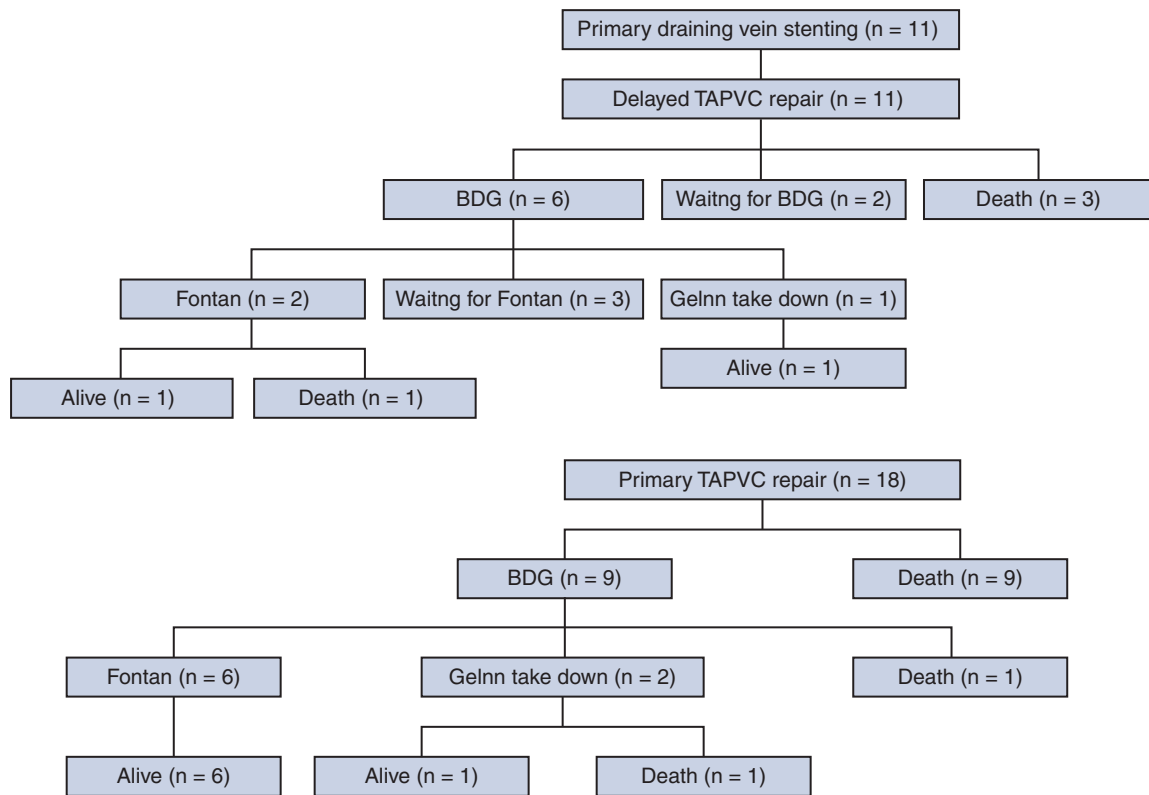 Primary draining vein stenting (n = 11)
Delayed TAPVC repair (n = 11)
BDG (n = 6)
Waitng for BDG (n = 2)
Death (n = 3)
Fontan (n = 2)
Waitng for Fontan (n = 3)
Gelnn take down (n = 1)
Alive (n = 1)
Death (n = 1)
Alive (n = 1)
Primary TAPVC repair (n = 18)
BDG (n = 9)
Death (n = 9)
Fontan (n = 6)
Gelnn take down (n = 2)
Death (n = 1)
Alive (n = 6)
Alive (n = 1)
Death (n = 1)